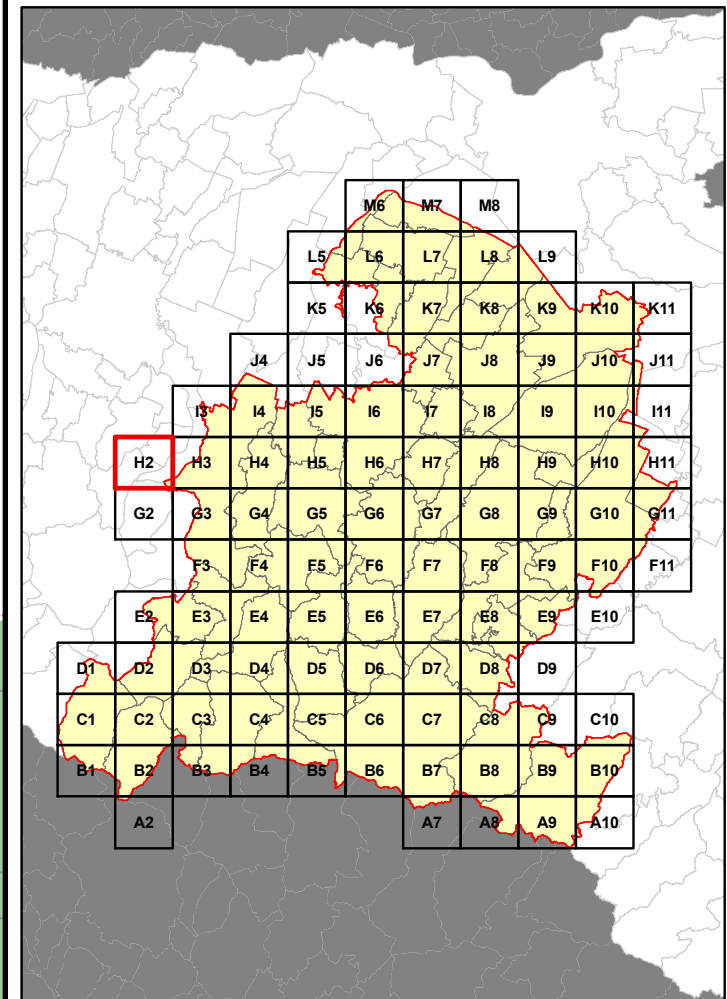 M6 M7 M8
L5 L6 L7 L8 L9
K5 K6 K7 K8 K9 K10 K11
J4 J5 J6 J7 J8 J9 J10 J11
I3 I4 I5 I6 I7 I8 I9 I10 I11
H2 H3 H4 H5 H6 H7 H8 H9 H10 H11
G2 G3 G4 G5 G6 G7 G8 G9 G10 G11
F3 F4 F5 F6 F7 F8 F9 F10 F11
E2 E3 E4 E5 E6 E7 E8 E9 E10
D1 D2 D3 D4 D5 D6 D7 D8 D9
C1 C2 C3 C4 C5 C6 C7 C8 C9 C10
B1 B2 B3 B4 B5 B6 B7 B8 B9 B10
A2 A7 A8 A9 A10